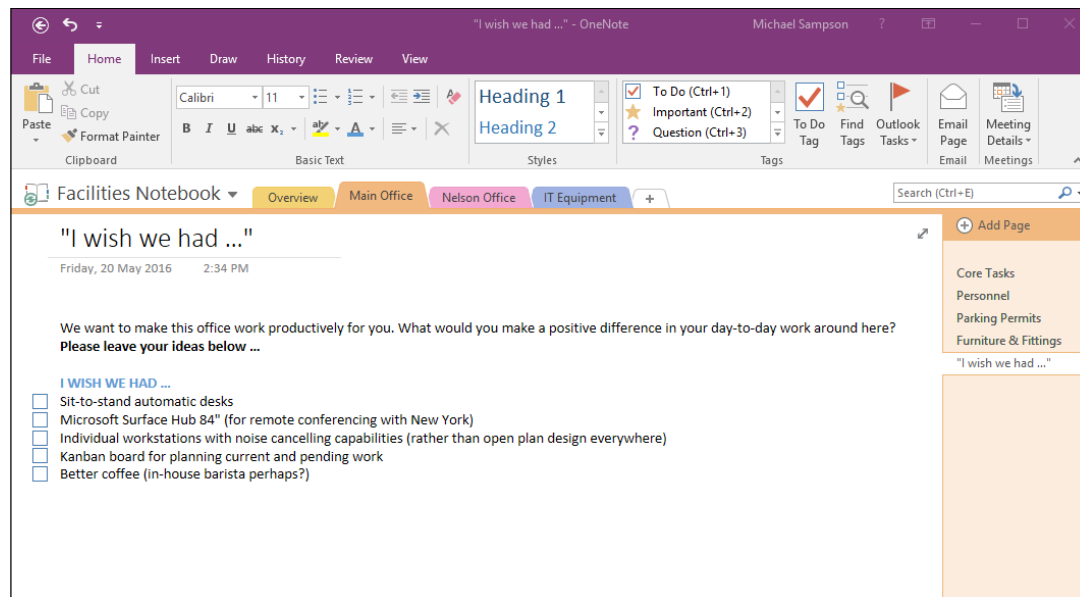 "I wish we had ..." - OneNote
Michael Sampson
?
File Home Insert Draw History Review View
Paste
Cut
Copy
Format Painter
Clipboard
Calibri 11
B I U abc X₂ aby A
Basic Text
Heading 1
Heading 2
Styles
To Do (Ctrl+1)
Important (Ctrl+2)
? Question (Ctrl+3)
To Do Tag
Find Tags
Outlook Tasks
Tags
Email Page
Email
Meeting Details
Meetings
Facilities Notebook
Overview Main Office Nelson Office IT Equipment +
Search (Ctrl+E)
"I wish we had ..."
Friday, 20 May 2016 2:34 PM
We want to make this office work productively for you. What would you make a positive difference in your day-to-day work around here?
Please leave your ideas below ...
I WISH WE HAD ...
Sit-to-stand automatic desks
Microsoft Surface Hub 84" (for remote conferencing with New York)
Individual workstations with noise cancelling capabilities (rather than open plan design everywhere)
Kanban board for planning current and pending work
Better coffee (in-house barista perhaps?)
Add Page
Core Tasks
Personnel
Parking Permits
Furniture & Fittings
"I wish we had ..."